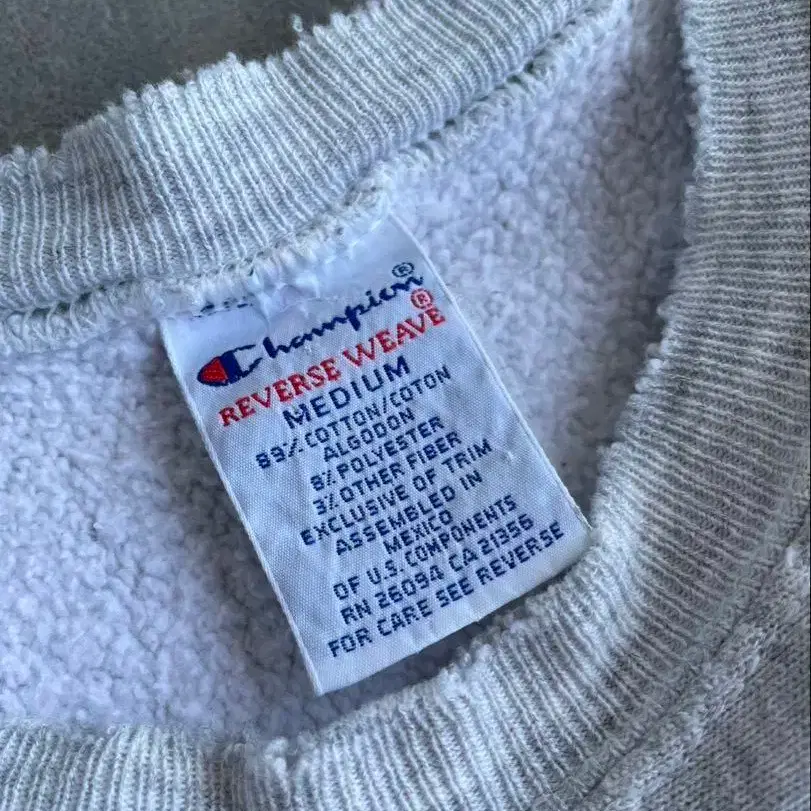 Champion®
REVERSE WEAVE®
MEDIUM
89% COTTON/COTON
ALGODON
8% POLYESTER
3% OTHER FIBER
EXCLUSIVE OF TRIM
ASSEMBLED IN
MEXICO
OF U.S. COMPONENTS
RN 26094 CA 21356
FOR CARE SEE REVERSE